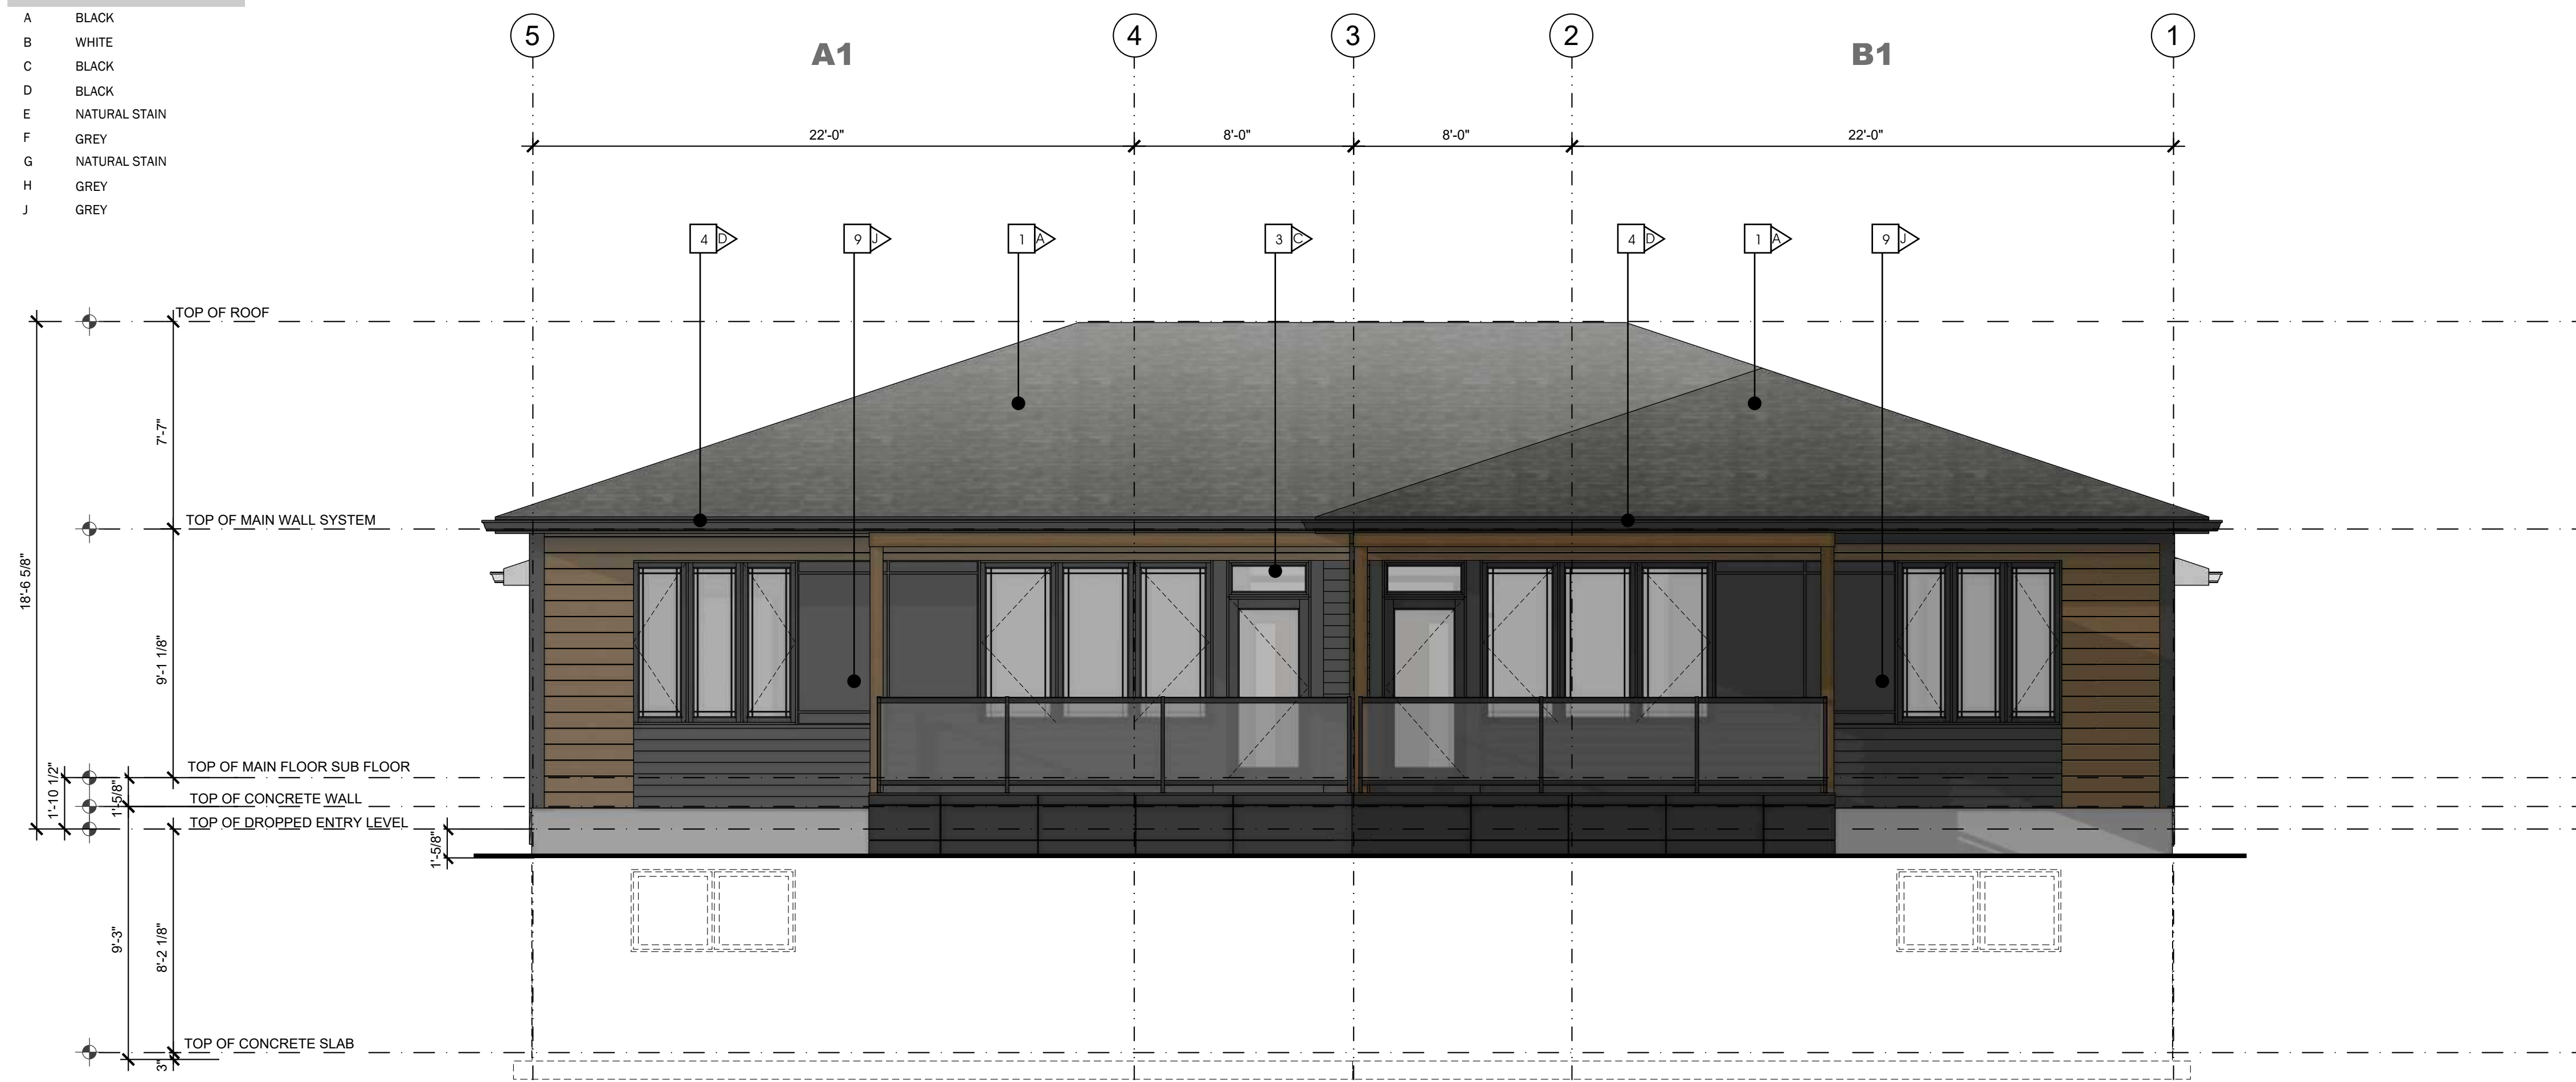 A BLACK
B WHITE
C BLACK
D BLACK
E NATURAL STAIN
F GREY
G NATURAL STAIN
H GREY
J GREY
5 A1 4 3 2 B1 1
22'-0" 8'-0" 8'-0" 22'-0"
4 D 9 J 1 A 3 C 4 D 1 A 9 J
TOP OF ROOF
7'-7"
TOP OF MAIN WALL SYSTEM
18'-6 5/8"
9'-1 1/8"
TOP OF MAIN FLOOR SUB FLOOR
1'-10 1/2"
1'-5/8"
TOP OF CONCRETE WALL
TOP OF DROPPED ENTRY LEVEL
1'-5/8"
9'-3"
8'-2 1/8"
TOP OF CONCRETE SLAB
3"